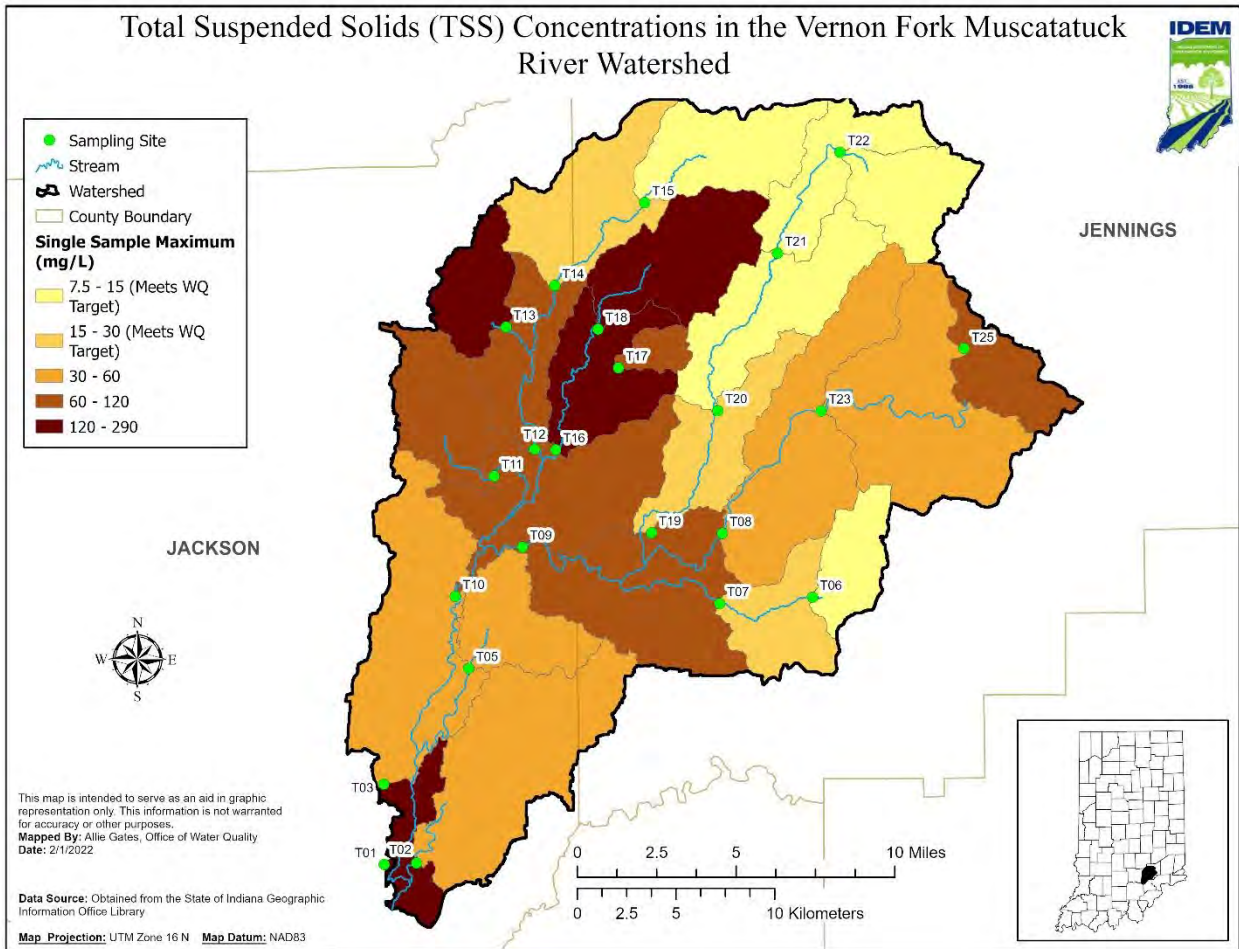 Total Suspended Solids (TSS) Concentrations in the Vernon Fork Muscatatuck
River Watershed
IDEM
EST.
1986
Sampling Site
Stream
Watershed
County Boundary
Single Sample Maximum
(mg/L)
7.5 - 15 (Meets WQ
Target)
15 - 30 (Meets WQ
Target)
30 - 60
60 - 120
120 - 290
JENNINGS
JACKSON
T22
T15
T21
T14
T13
T18
T25
T17
T20
T23
T12
T16
T11
T19
T08
T09
T10
T07
T06
T05
T03
T01
T02
N
W
E
S
This map is intended to serve as an aid in graphic
representation only. This information is not warranted
for accuracy or other purposes.
Mapped By: Allie Gates, Office of Water Quality
Date: 2/1/2022
Data Source: Obtained from the State of Indiana Geographic
Information Office Library
Map Projection: UTM Zone 16 N Map Datum: NAD83
0 2.5 5 10 Miles
0 2.5 5 10 Kilometers